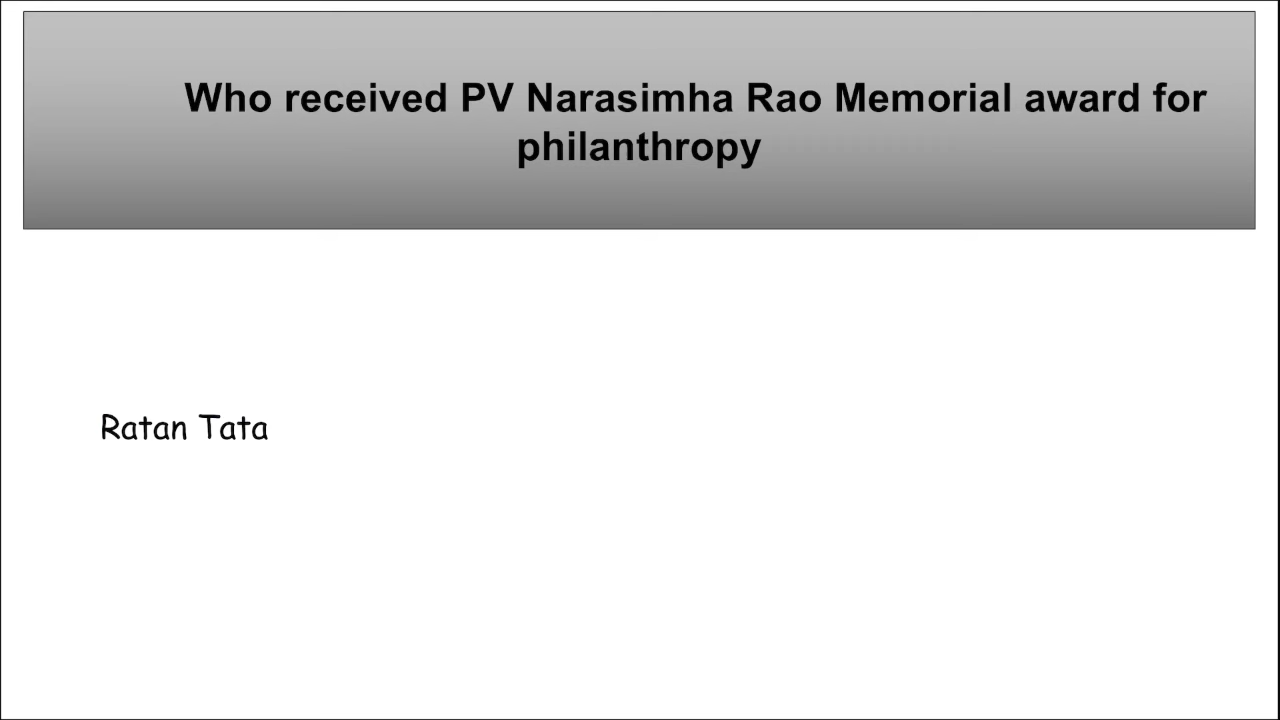 Who received PV Narasimha Rao Memorial award for
philanthropy
Ratan Tata